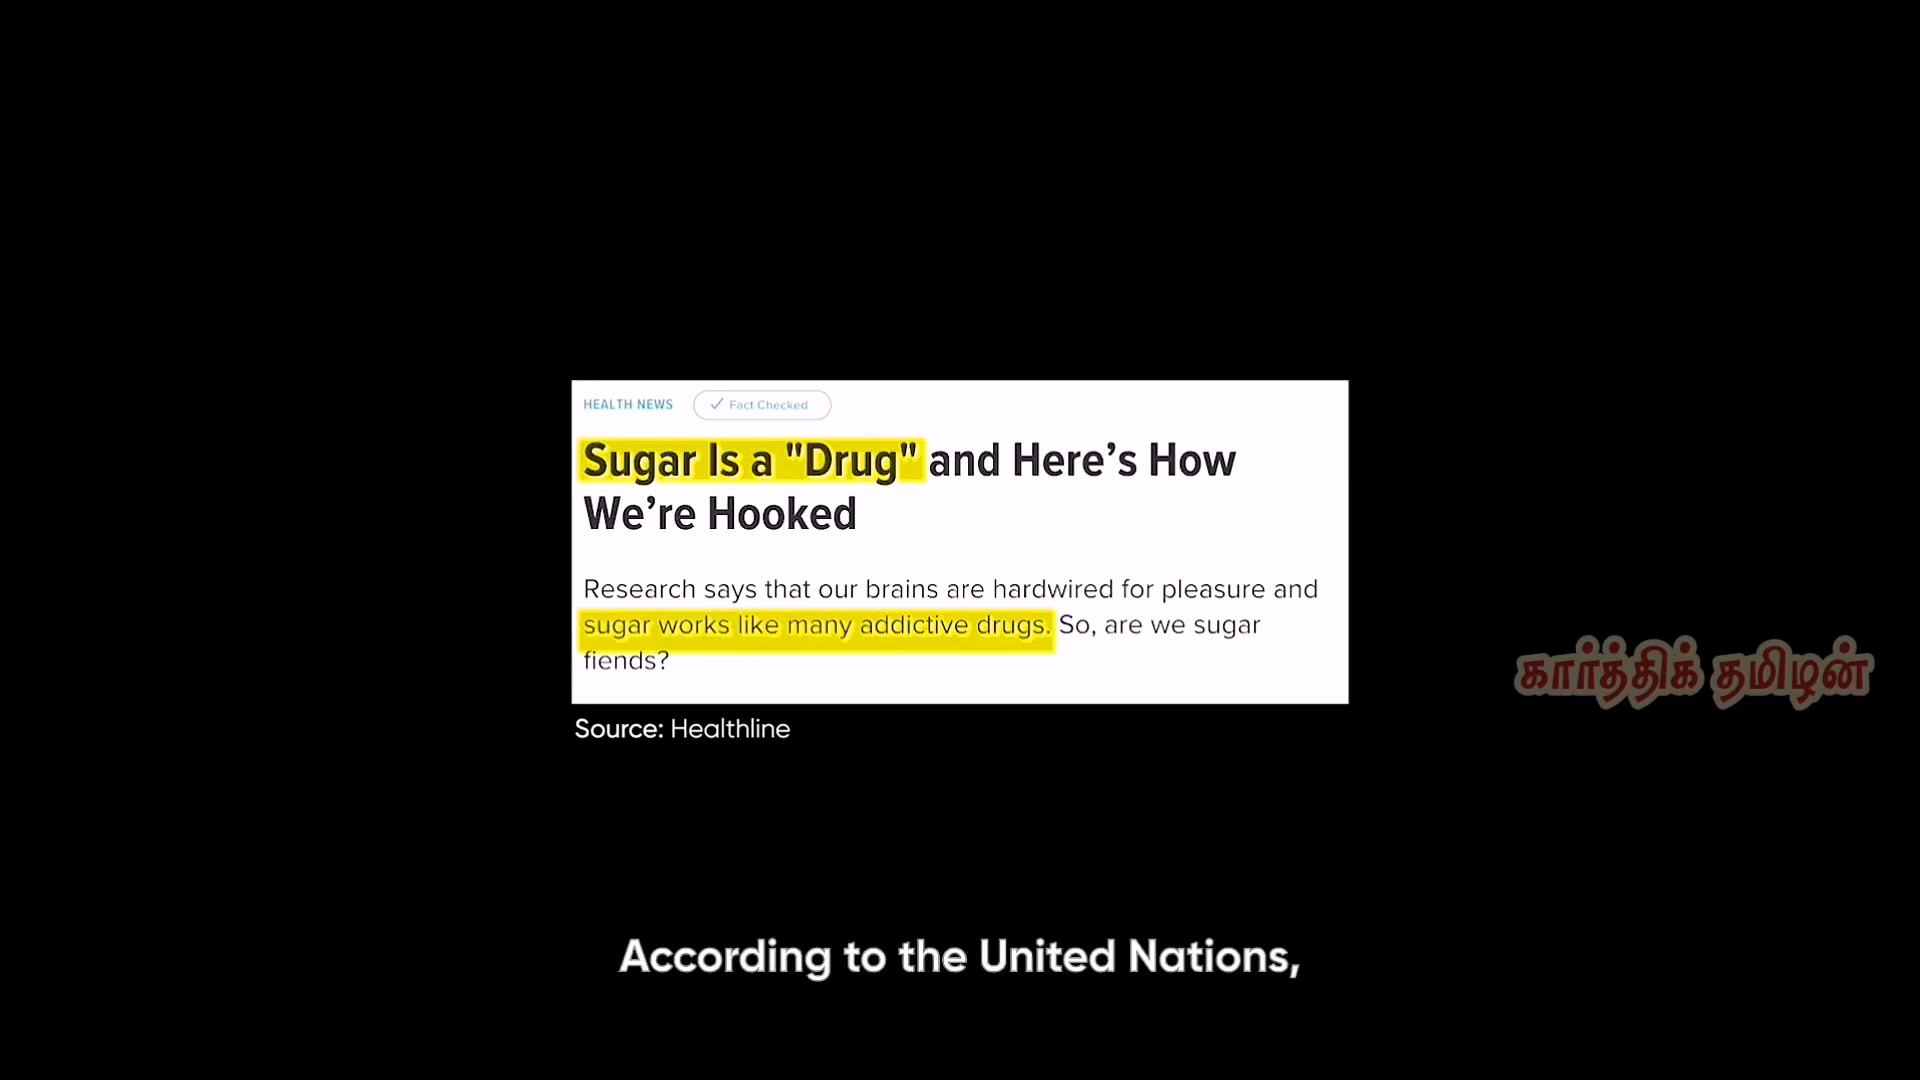 HEALTH NEWS ✓ Fact Checked
Sugar Is a "Drug" and Here’s How
We’re Hooked
Research says that our brains are hardwired for pleasure and
sugar works like many addictive drugs. So, are we sugar
fiends?
கார்த்திக் தமிழன்
Source: Healthline
According to the United Nations,